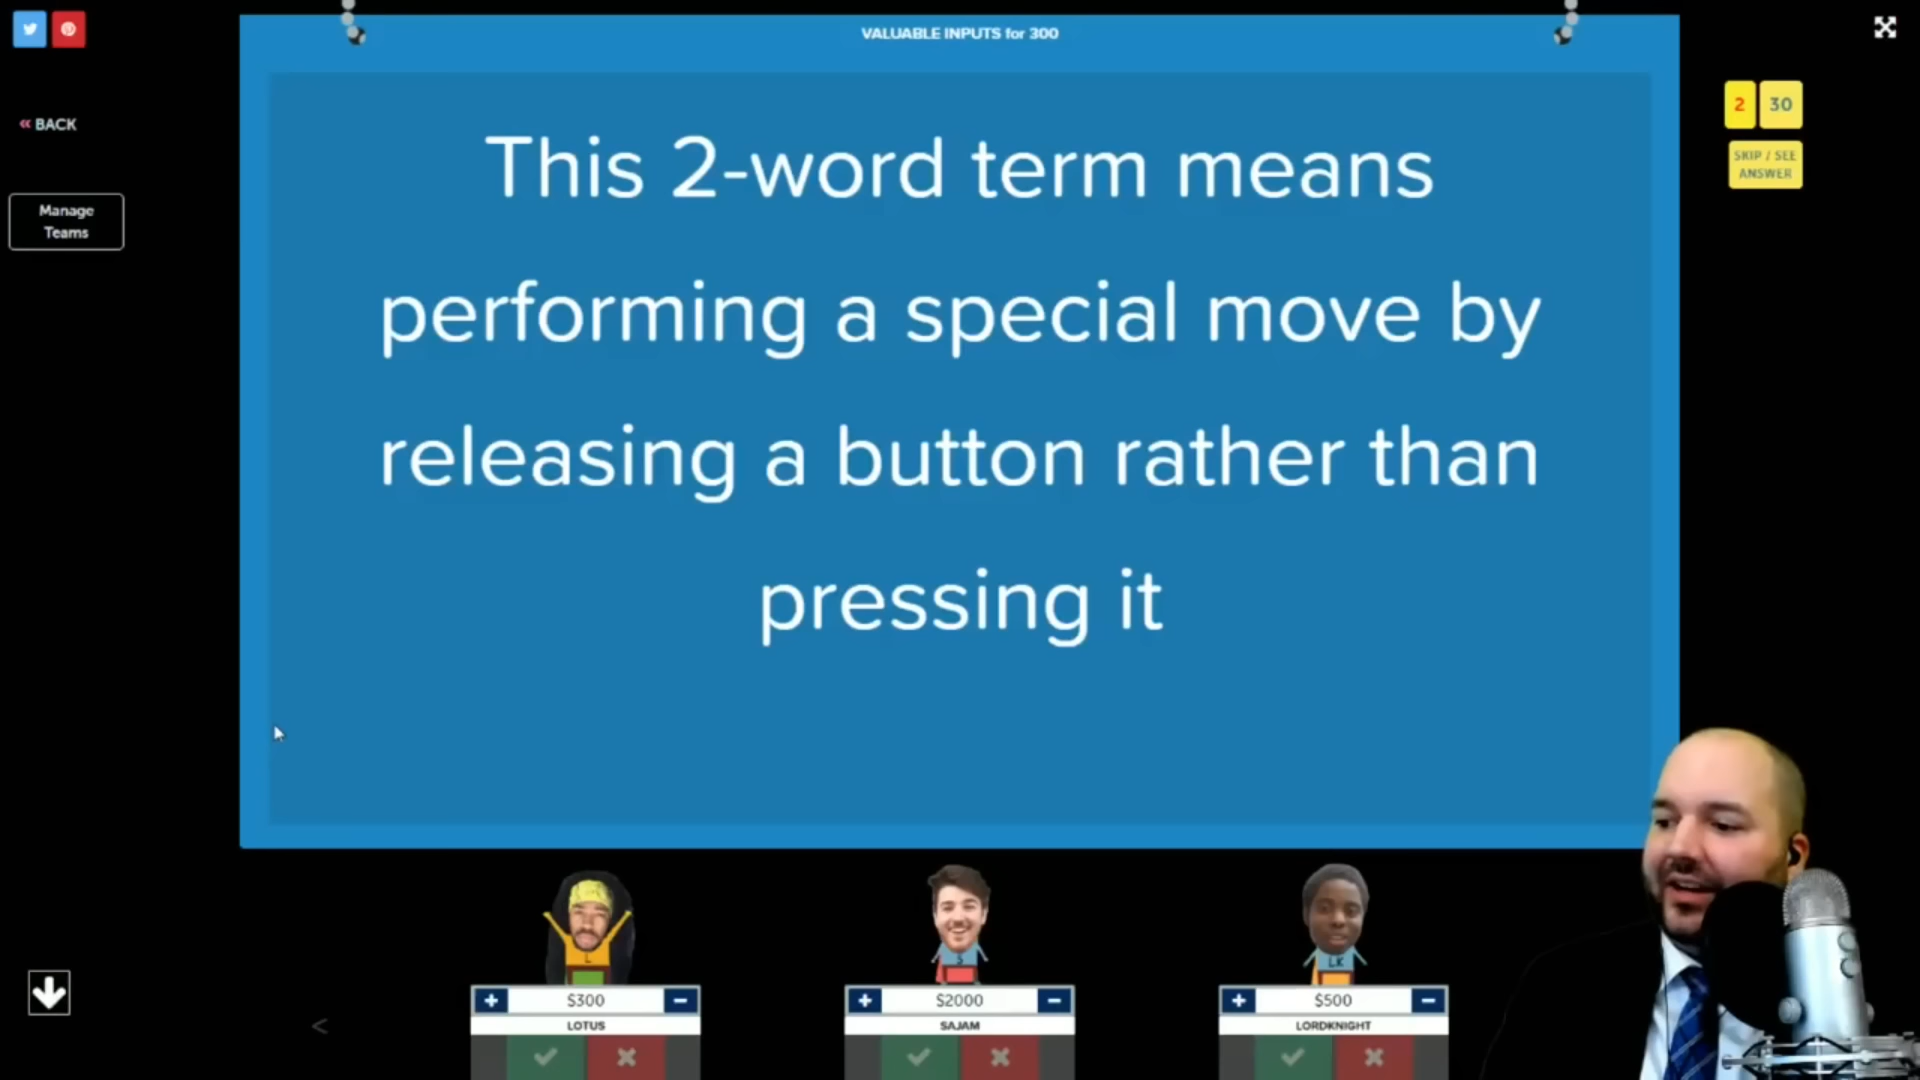 VALUABLE INPUTS for 300
« BACK
2 30
SKIP / SEE
ANSWER
Manage
Teams
This 2-word term means
performing a special move by
releasing a button rather than
pressing it
L
S
LK
+ $300 −
+ $2000 −
+ $500 −
LOTUS
SAJAM
LORDKNIGHT
<